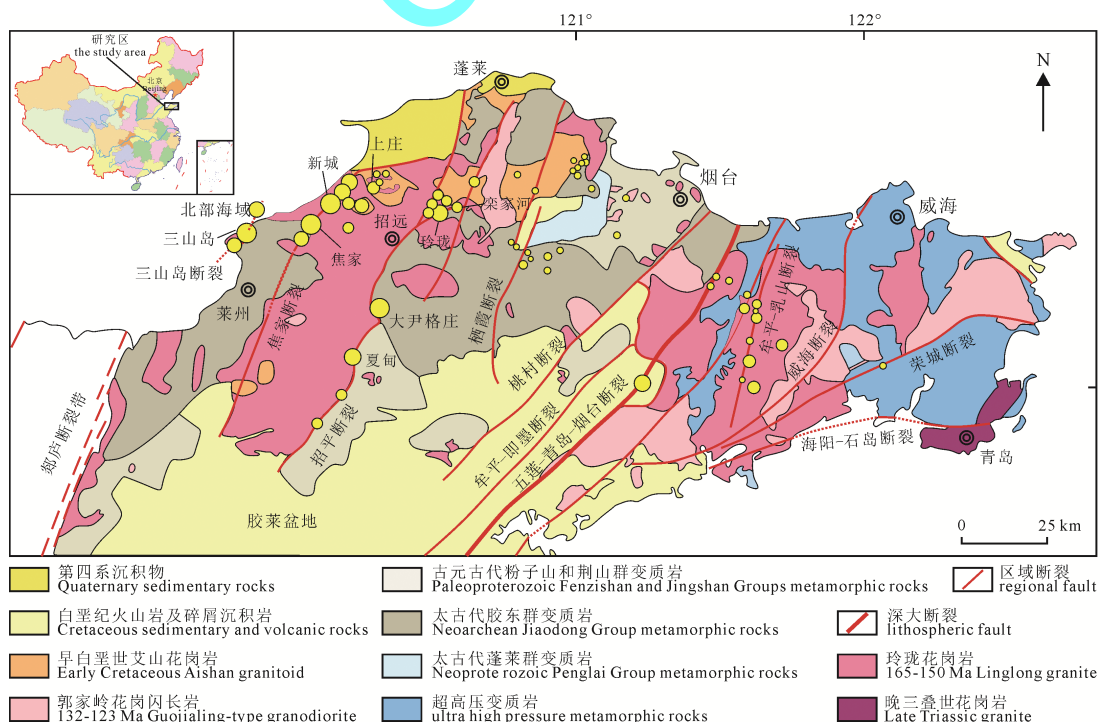 121°
122°
研究区
the study area
北京
Beijing
N
蓬莱
上庄
新城
烟台
北部海域
招远
栾家河
威海
三山岛
玲珑
焦家
三山岛断裂
莱州
焦家断裂
大尹格庄
栖霞断裂
牟平-乳山断裂
夏甸
桃村断裂
威海断裂
荣城断裂
郯庐断裂带
招平断裂
牟平-即墨断裂
五莲-青岛-烟台断裂
海阳-石岛断裂
青岛
胶莱盆地
0 25 km
第四系沉积物
Quaternary sedimentary rocks
古元古代粉子山和荆山群变质岩
Paleoproterozoic Fenzishan and Jingshan Groups metamorphic rocks
区域断裂
regional fault
白垩纪火山岩及碎屑沉积岩
Cretaceous sedimentary and volcanic rocks
太古代胶东群变质岩
Neoarchean Jiaodong Group metamorphic rocks
深大断裂
lithospheric fault
早白垩世艾山花岗岩
Early Cretaceous Aishan granitoid
太古代蓬莱群变质岩
Neoprote rozoic Penglai Group metamorphic rocks
玲珑花岗岩
165-150 Ma Linglong granite
郭家岭花岗闪长岩
132-123 Ma Guojialing-type granodiorite
超高压变质岩
ultra high pressure metamorphic rocks
晚三叠世花岗岩
Late Triassic granite